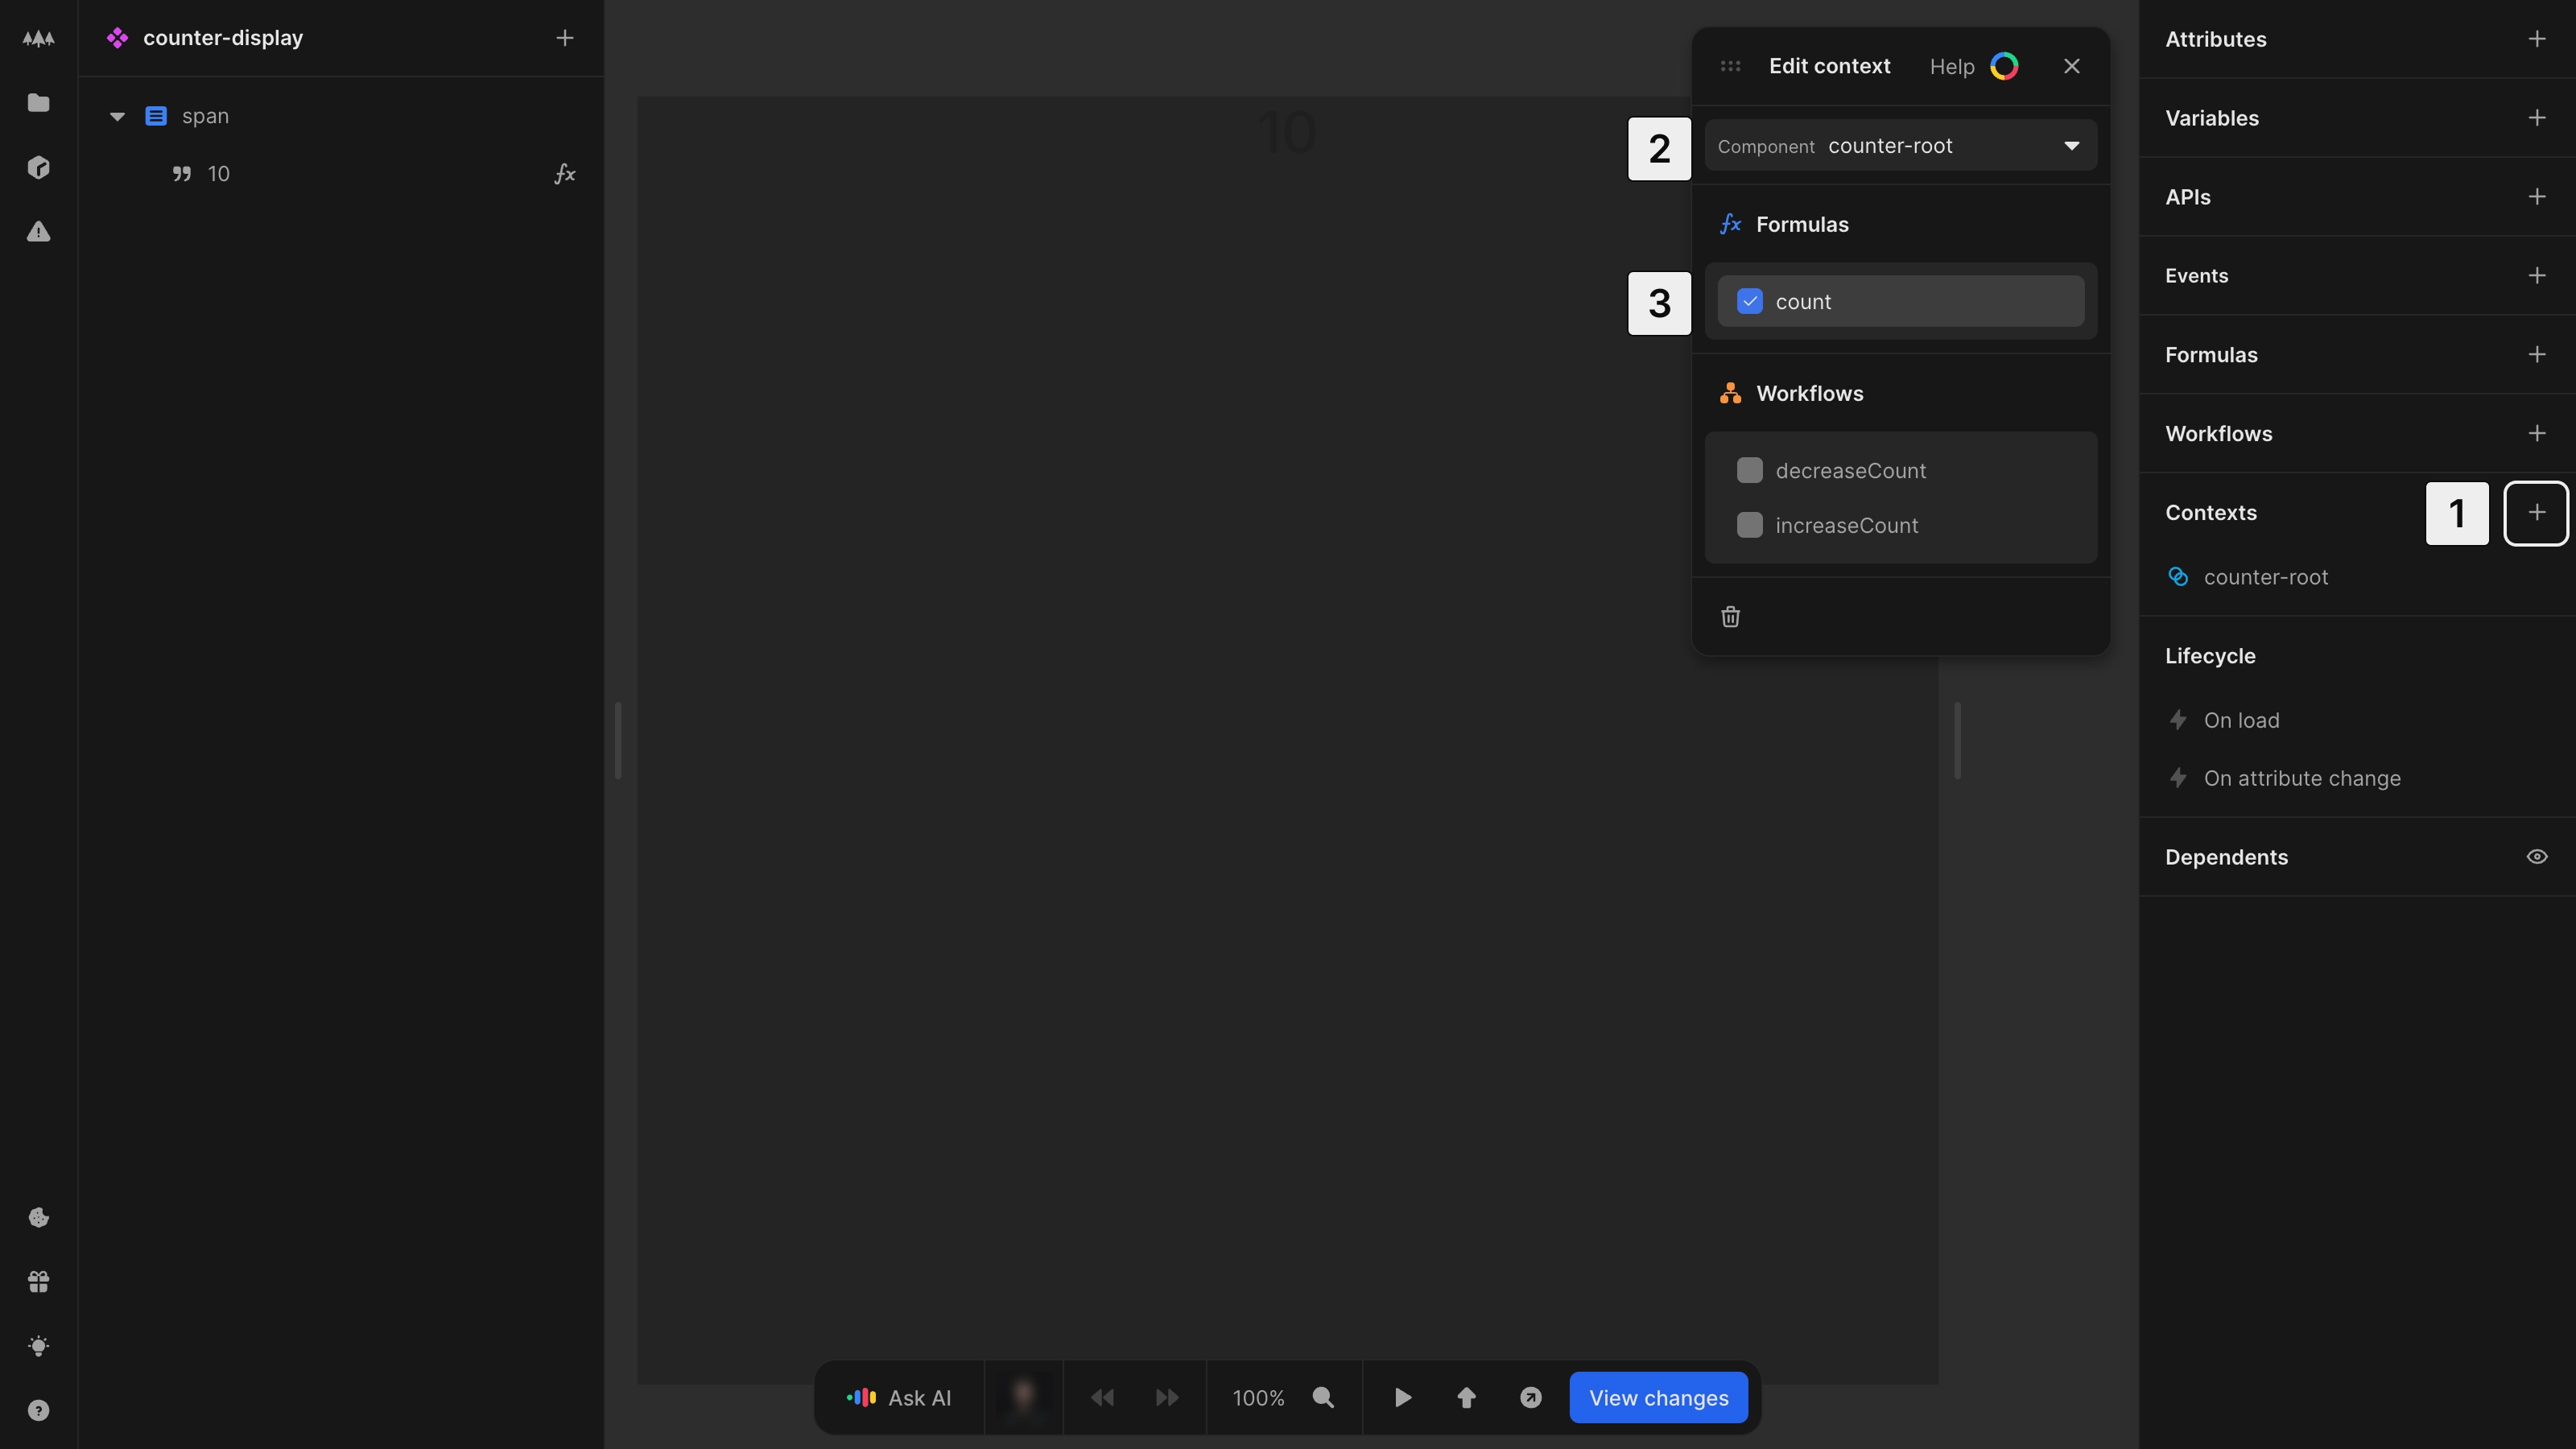 counter-display
span
10
10
Edit context
Help
2
Component counter-root
Formulas
3
count
Workflows
decreaseCount
increaseCount
Attributes
Variables
APIs
Events
Formulas
Workflows
Contexts
1
counter-root
Lifecycle
On load
On attribute change
Dependents
Ask AI
100%
View changes